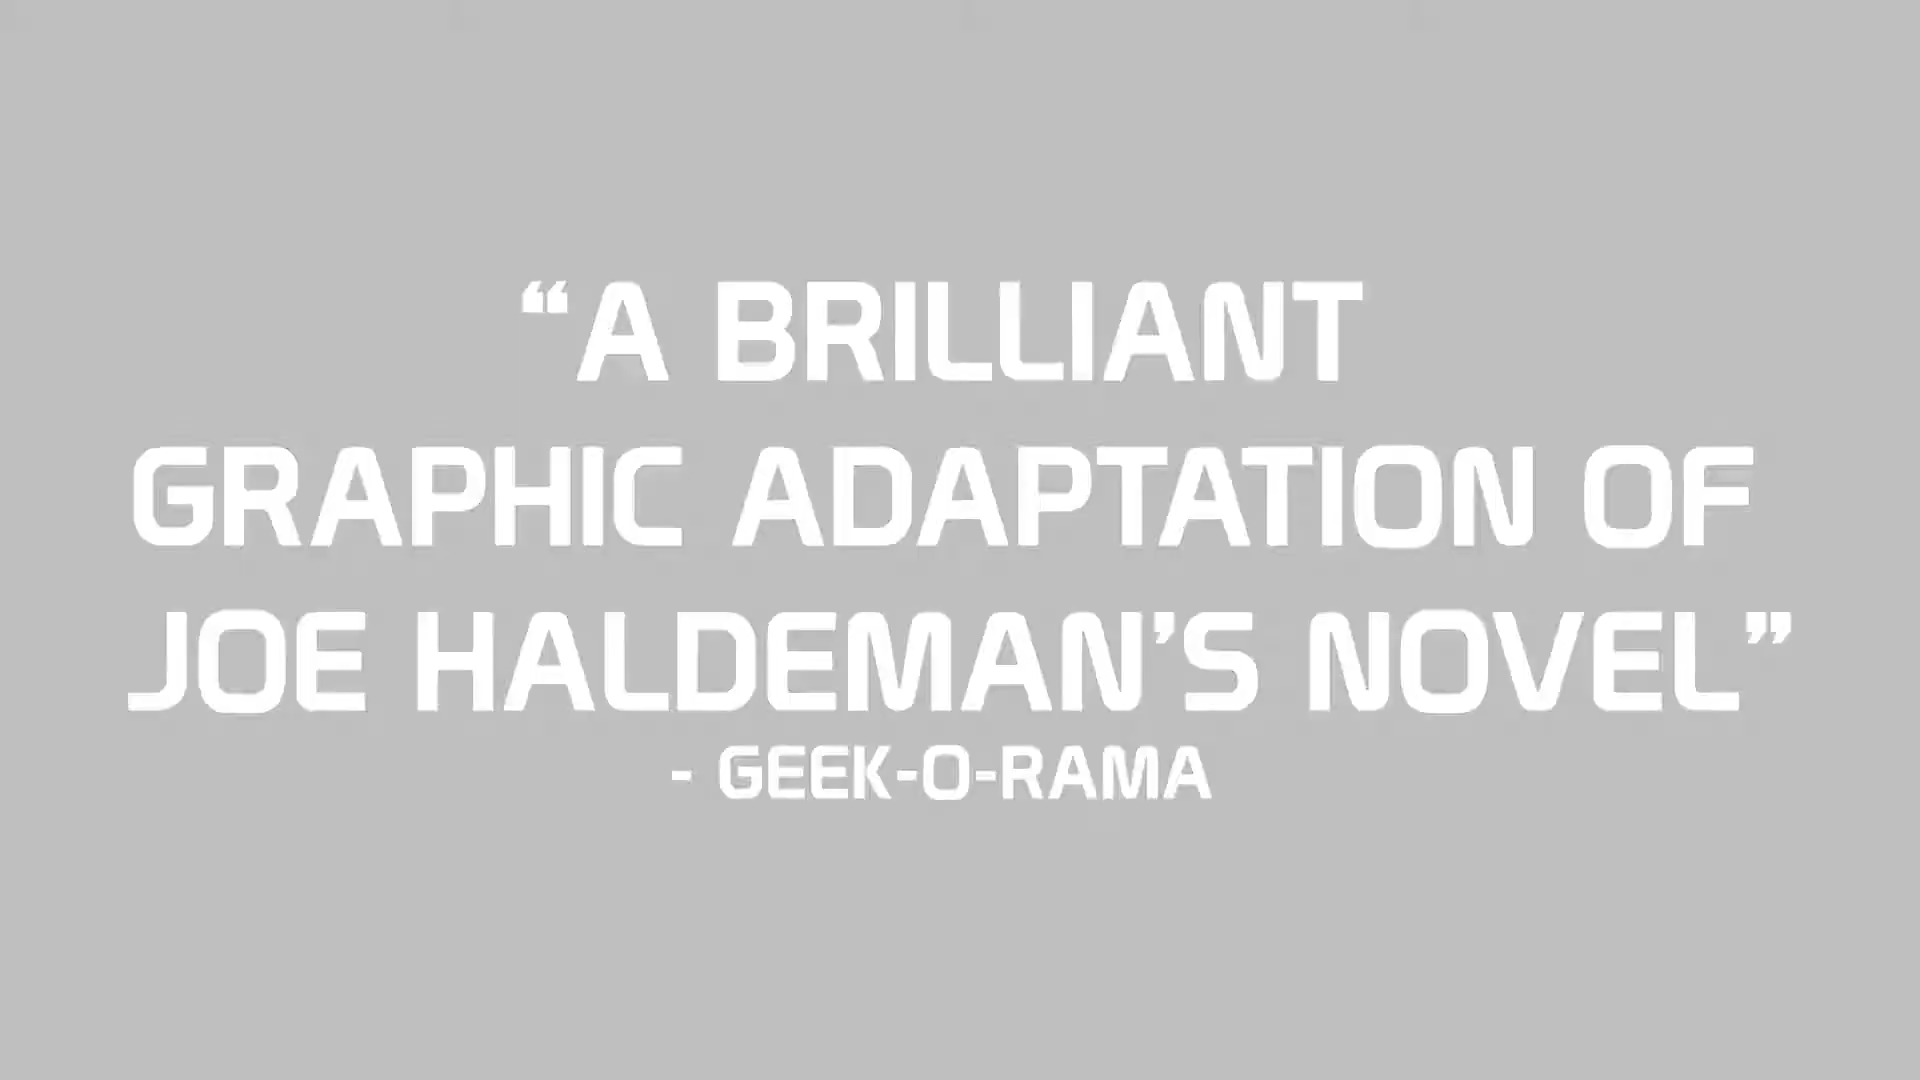 “A BRILLIANT
GRAPHIC ADAPTATION OF
JOE HALDEMAN’S NOVEL”
- GEEK-O-RAMA